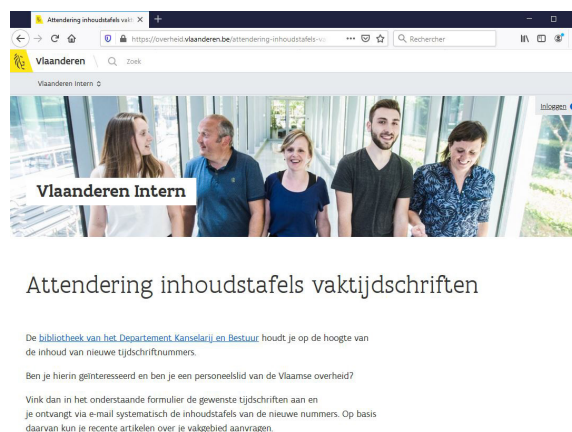 Attendering inhoudstafels vakt
https://overheid.vlaanderen.be/attendering-inhoudstafels-v
Rechercher
Vlaanderen
Zoek
Vlaanderen Intern
Inloggen
Vlaanderen Intern
Attendering inhoudstafels vaktijdschriften
De bibliotheek van het Departement Kanselarij en Bestuur houdt je op de hoogte van
de inhoud van nieuwe tijdschriftnummers.
Ben je hierin geïnteresseerd en ben je een personeelslid van de Vlaamse overheid?
Vink dan in het onderstaande formulier de gewenste tijdschriften aan en
je ontvangt via e-mail systematisch de inhoudstafels van de nieuwe nummers. Op basis
daarvan kun je recente artikelen over je vakgebied aanvragen.